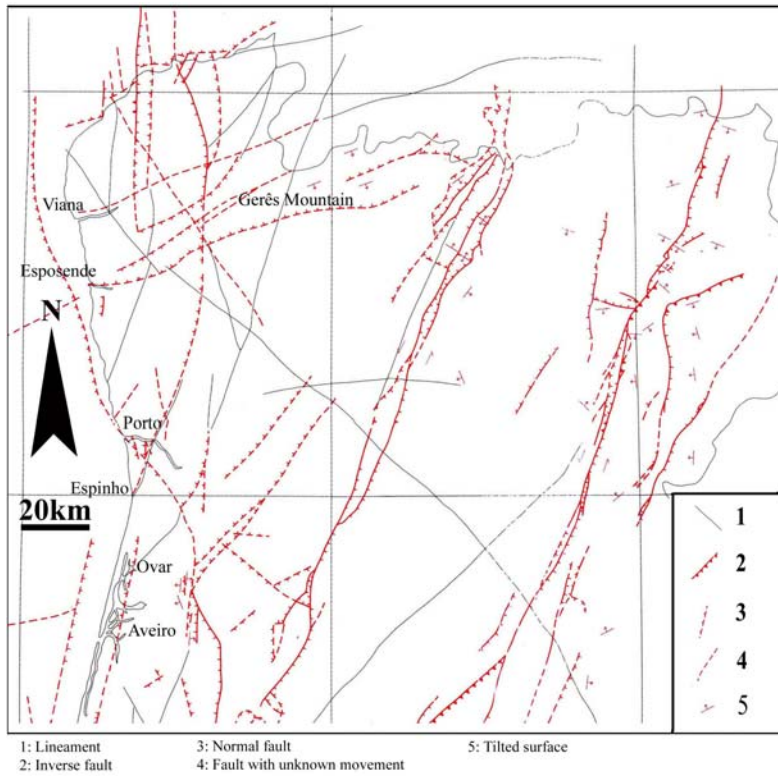 Viana
Gerês Mountain
Esposende
N
Porto
Espinho
20km
Ovar
Aveiro
1
2
3
4
5
1: Lineament 3: Normal fault 5: Tilted surface
2: Inverse fault 4: Fault with unknown movement